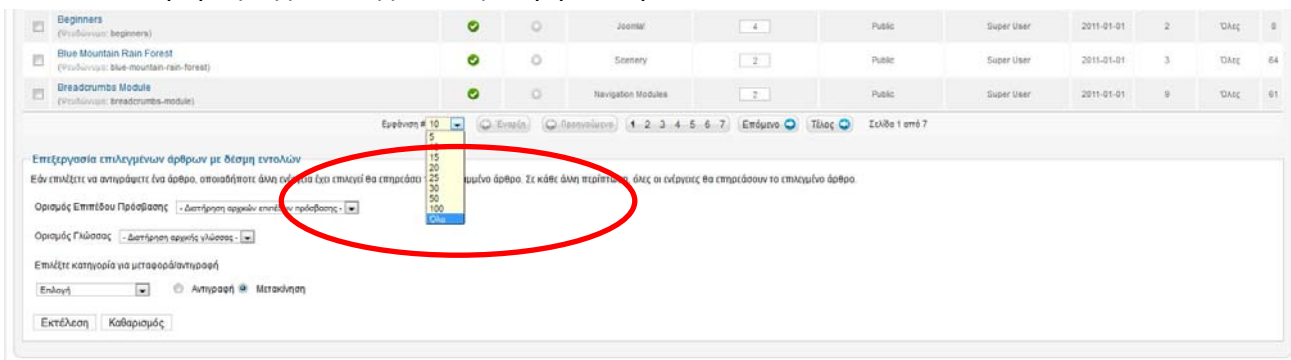 Beginners
(Ψευδώνυμο: beginners) Joomla! 4 Public Super User 2011-01-01 2 Όλες 8
Blue Mountain Rain Forest
(Ψευδώνυμο: blue-mountain-rain-forest) Scenery 2 Public Super User 2011-01-01 3 Όλες 64
Breadcrumbs Module
(Ψευδώνυμο: breadcrumbs-module) Navigation Modules 2 Public Super User 2011-01-01 9 Όλες 61
Εμφάνιση # 10 Έναρξη Προηγούμενο 1 2 3 4 5 6 7 Επόμενο Τέλος Σελίδα 1 από 7
5
10
15
20
25
30
50
100
Όλα
Επεξεργασία επιλεγμένων άρθρων με δέσμη εντολών
Εάν επιλέξετε να αντιγράψετε ένα άρθρο, οποιαδήποτε άλλη ενέργεια έχει επιλεγεί θα επηρεάσει άρθρο. Σε κάθε άλλη περίπτωση, όλες οι ενέργειες θα επηρεάσουν το επιλεγμένο άρθρο.
Ορισμός Επιπέδου Πρόσβασης - Διατήρηση αρχικών επιπέδων πρόσβασης -
Ορισμός Γλώσσας - Διατήρηση αρχικής γλώσσας -
Επιλέξτε κατηγορία για μεταφορά/αντιγραφή
Επιλογή Αντιγραφή Μετακίνηση
Εκτέλεση Καθαρισμός